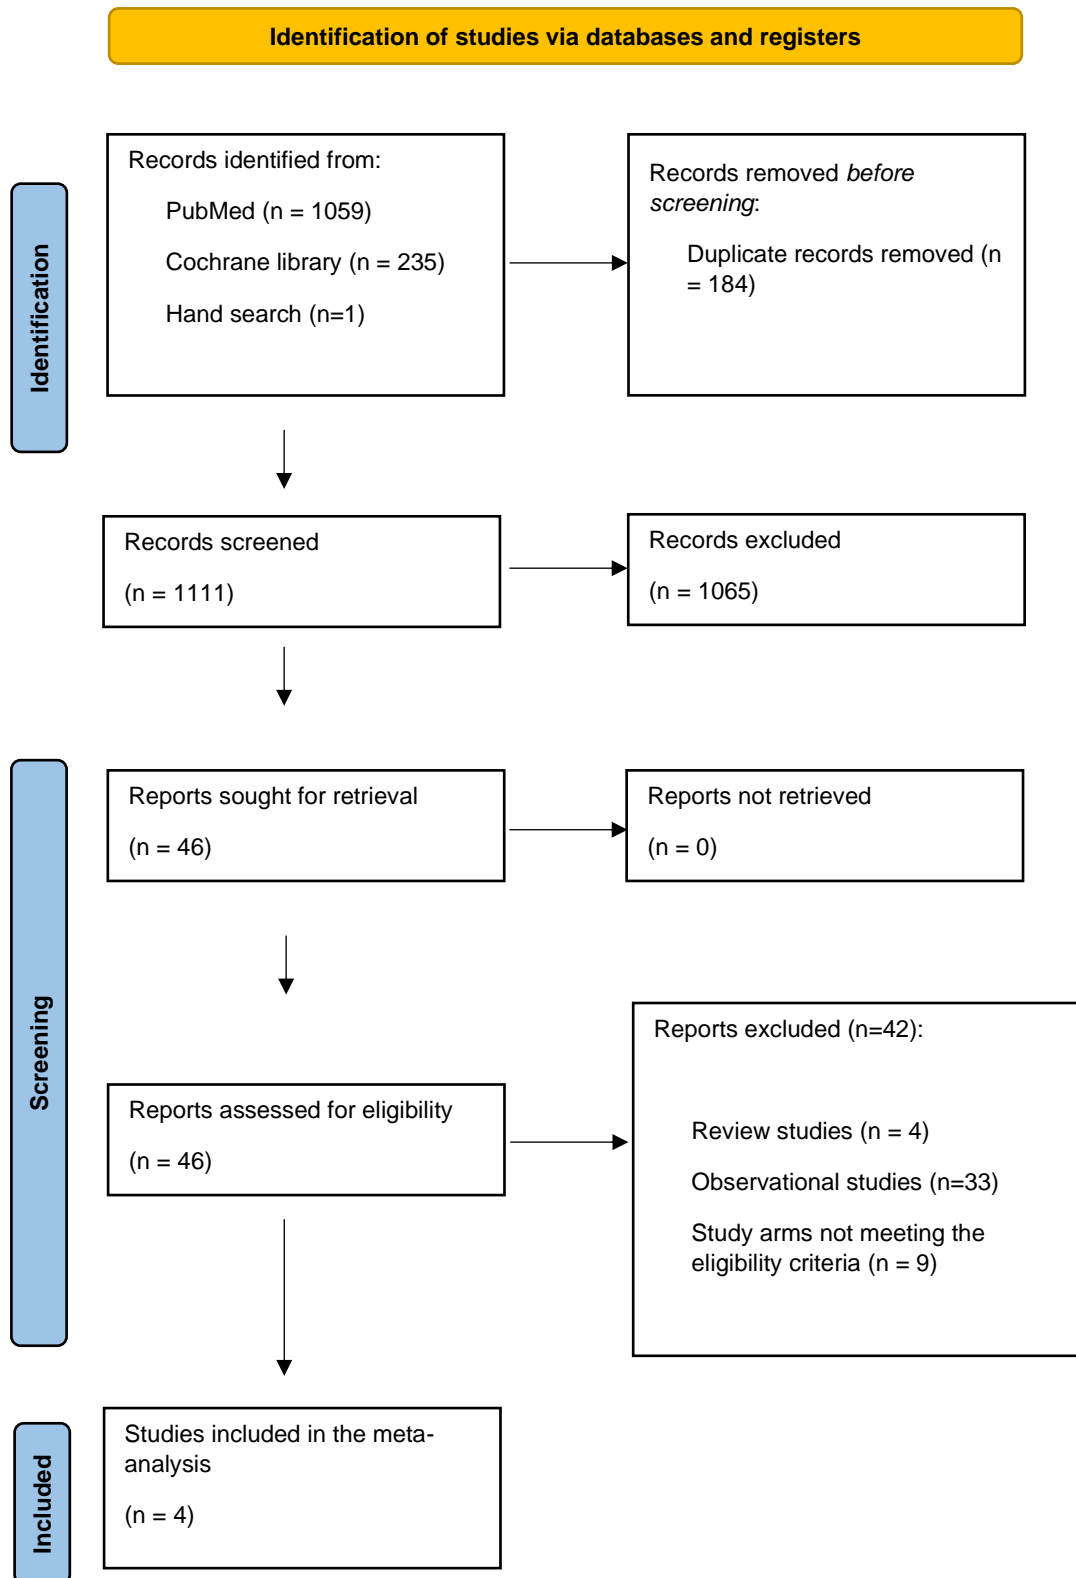 Identification of studies via databases and registers
Identification
Records identified from:
PubMed (n = 1059)
Cochrane library (n = 235)
Hand search (n=1)
Records removed before
screening:
Duplicate records removed (n
= 184)
Records screened
(n = 1111)
Records excluded
(n = 1065)
Screening
Reports sought for retrieval
(n = 46)
Reports not retrieved
(n = 0)
Reports assessed for eligibility
(n = 46)
Reports excluded (n=42):
Review studies (n = 4)
Observational studies (n=33)
Study arms not meeting the
eligibility criteria (n = 9)
Included
Studies included in the meta-
analysis
(n = 4)